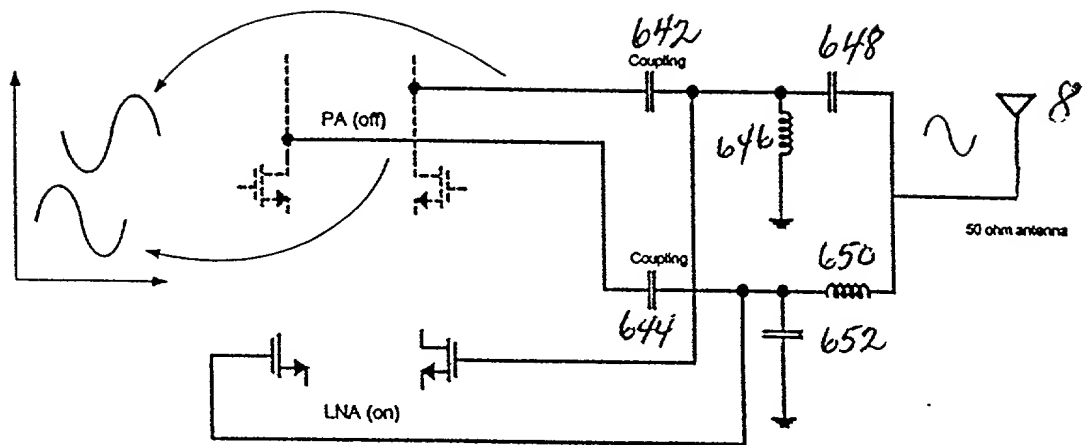 642
648
Coupling
8
PA (off)
646
50 ohm antenna
Coupling
650
644
652
LNA (on)